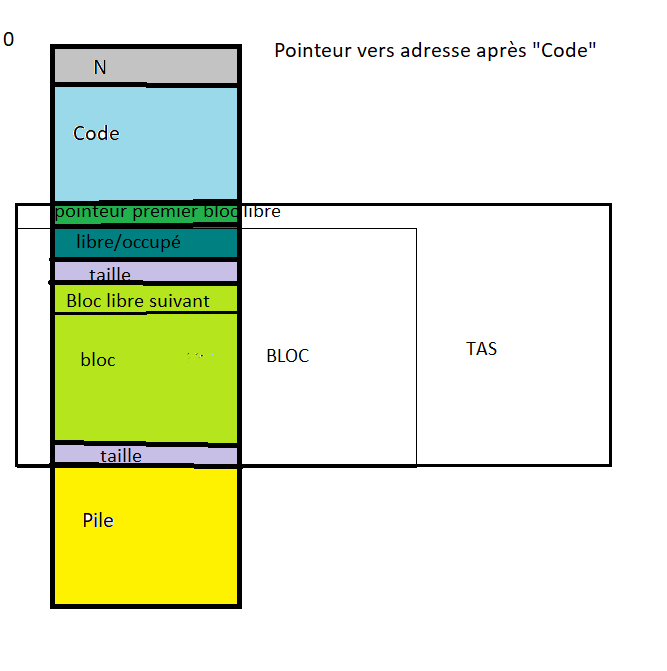 0
Pointeur vers adresse après "Code"
N
Code
pointeur premier bloc libre
libre/occupé
taille
Bloc libre suivant
bloc
BLOC
TAS
taille
Pile